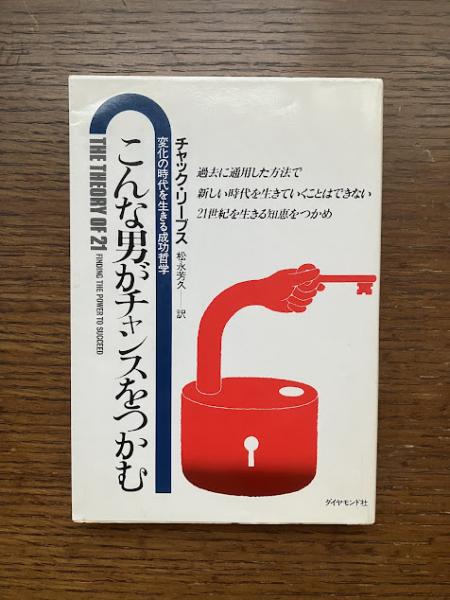 こんな男がチャンスをつかむ
THE THEORY OF 21
FINDING THE POWER TO SUCCEED
変化の時代を生きる成功哲学
チャック・リーブス
松永芳久──訳
過去に通用した方法で
新しい時代を生きていくことはできない
21世紀を生きる知恵をつかめ
ダイヤモンド社